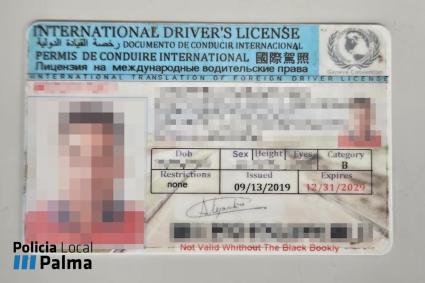 INTERNATIONAL DRIVER'S LICENSE
رخصة القيادة الدولية DOCUMENTO DE CONDUCIR INTERNACIONAL
PERMIS DE CONDUIRE INTERNATIONAL 國際駕照
Лицензия на международные водительские права
Geneva Convention
INTERNATIONAL TRANSLATION OF FOREIGN DRIVER LICENSE
Dob Sex Height Eyes Category
B
Restrictions Issued Expires
none 09/13/2019 12/31/2029
Not Valid Whithout The Black Bookly
Policia Local
Palma